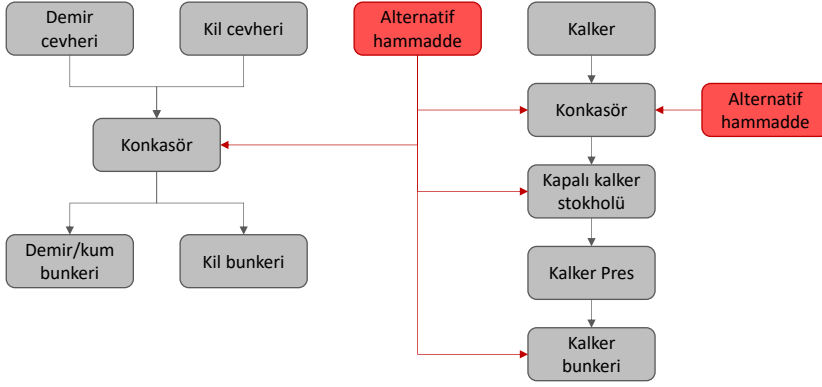 Demir
cevheri
Kil cevheri
Alternatif
hammadde
Kalker
Konkasör
Alternatif
hammadde
Konkasör
Kapalı kalker
stokholü
Demir/kum
bunkeri
Kil bunkeri
Kalker Pres
Kalker
bunkeri